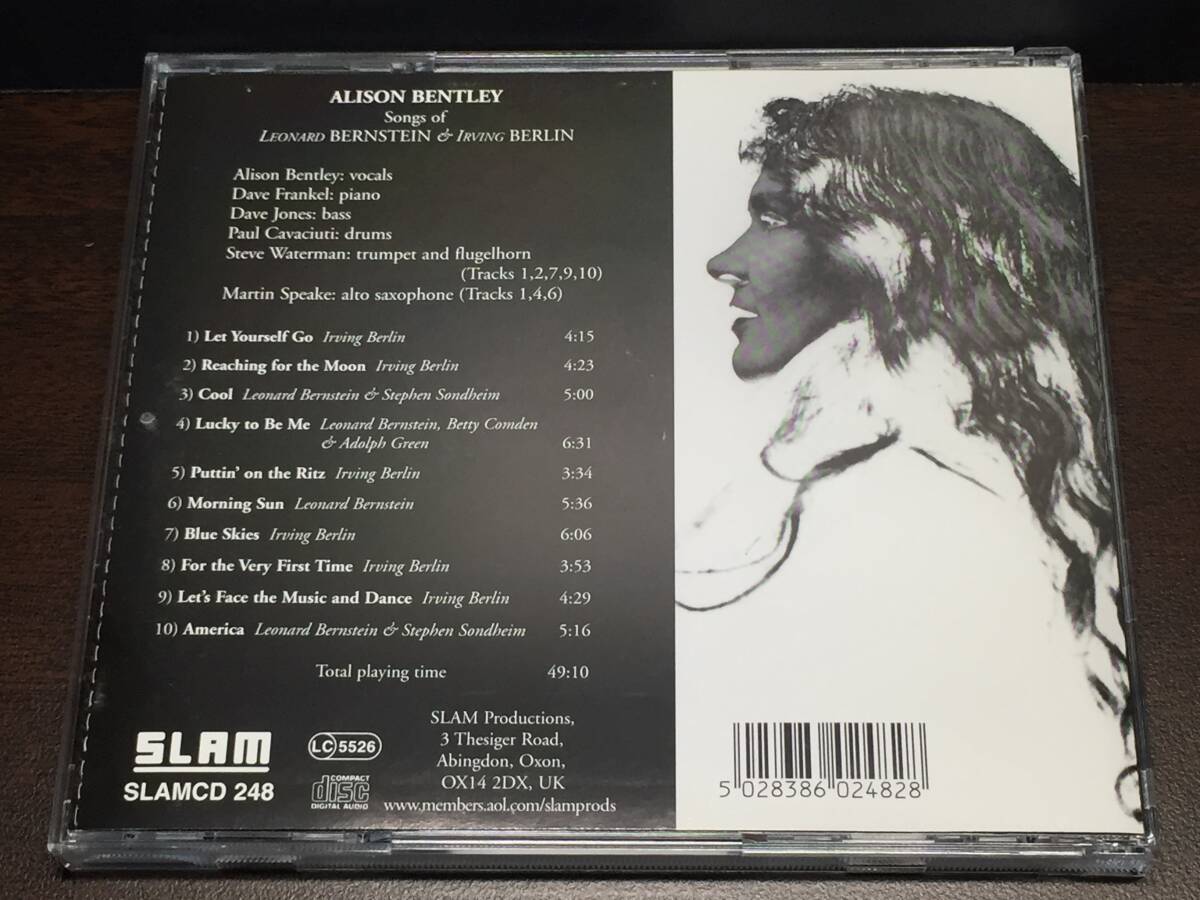 ALISON BENTLEY
Songs of
LEONARD BERNSTEIN & IRVING BERLIN
Alison Bentley: vocals
Dave Frankel: piano
Dave Jones: bass
Paul Cavaciuti: drums
Steve Waterman: trumpet and flugelhorn
(Tracks 1,2,7,9,10)
Martin Speake: alto saxophone (Tracks 1,4,6)
1) Let Yourself Go Irving Berlin 4:15
2) Reaching for the Moon Irving Berlin 4:23
3) Cool Leonard Bernstein & Stephen Sondheim 5:00
4) Lucky to Be Me Leonard Bernstein, Betty Comden
& Adolph Green 6:31
5) Puttin' on the Ritz Irving Berlin 3:34
6) Morning Sun Leonard Bernstein 5:36
7) Blue Skies Irving Berlin 6:06
8) For the Very First Time Irving Berlin 3:53
9) Let's Face the Music and Dance Irving Berlin 4:29
10) America Leonard Bernstein & Stephen Sondheim 5:16
Total playing time 49:10
SLAM
SLAMCD 248
LC 5526
COMPACT
disc
DIGITAL AUDIO
SLAM Productions,
3 Thesiger Road,
Abingdon, Oxon,
OX14 2DX, UK
www.members.aol.com/slamprods
5 028386 024828